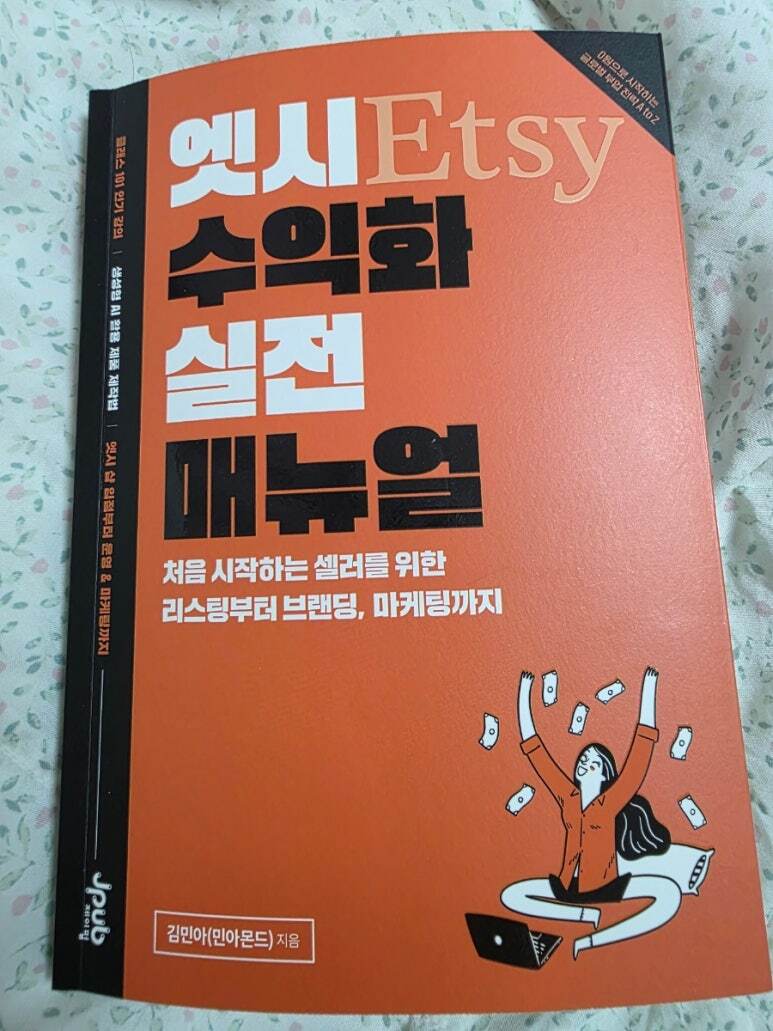 0원으로 시작하는
글로벌 부업 전략 A to Z
엣시 Etsy
수익화
실전
매뉴얼
처음 시작하는 셀러를 위한
리스팅부터 브랜딩, 마케팅까지
김민아(민아몬드) 지음
클래스 101 인기 강의 | 생성형 AI 활용 제품 제작법 | 엣시 샵 입점부터 운영 & 마케팅까지
Jpub
제이펍